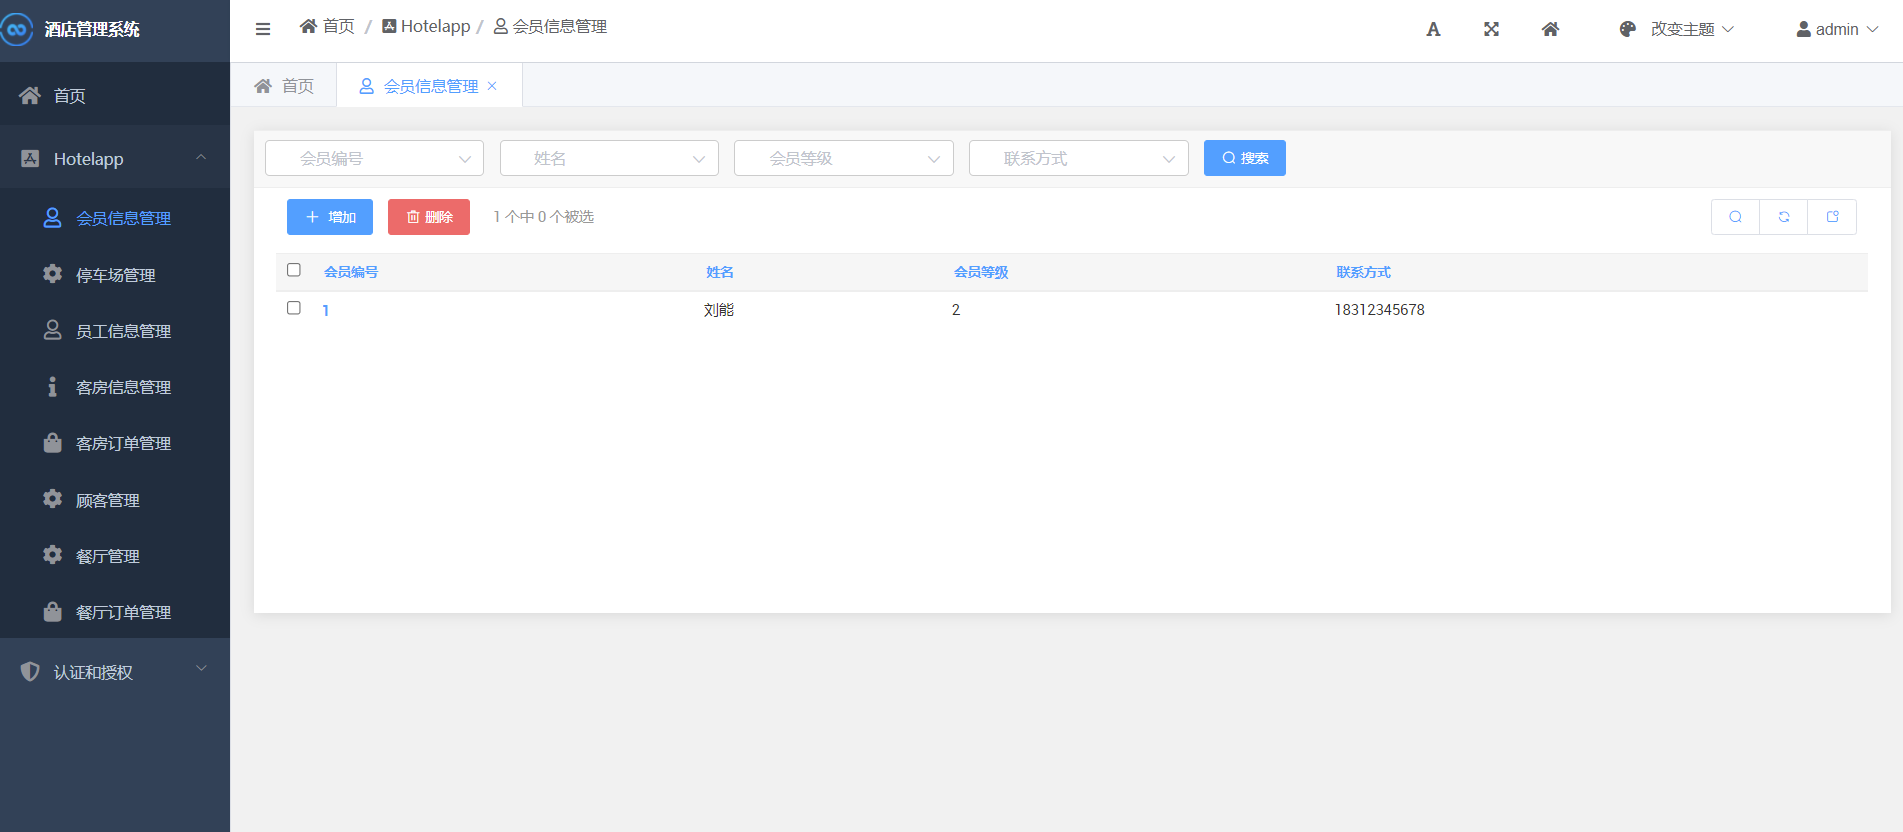 酒店管理系统
首页 / Hotelapp / 会员信息管理
改变主题
admin
首页
会员信息管理
首页
Hotelapp
会员信息管理
停车场管理
员工信息管理
客房信息管理
客房订单管理
顾客管理
餐厅管理
餐厅订单管理
认证和授权
会员编号 姓名 会员等级 联系方式 搜索
增加 删除 1 个中 0 个被选
会员编号 姓名 会员等级 联系方式
1 刘能 2 18312345678